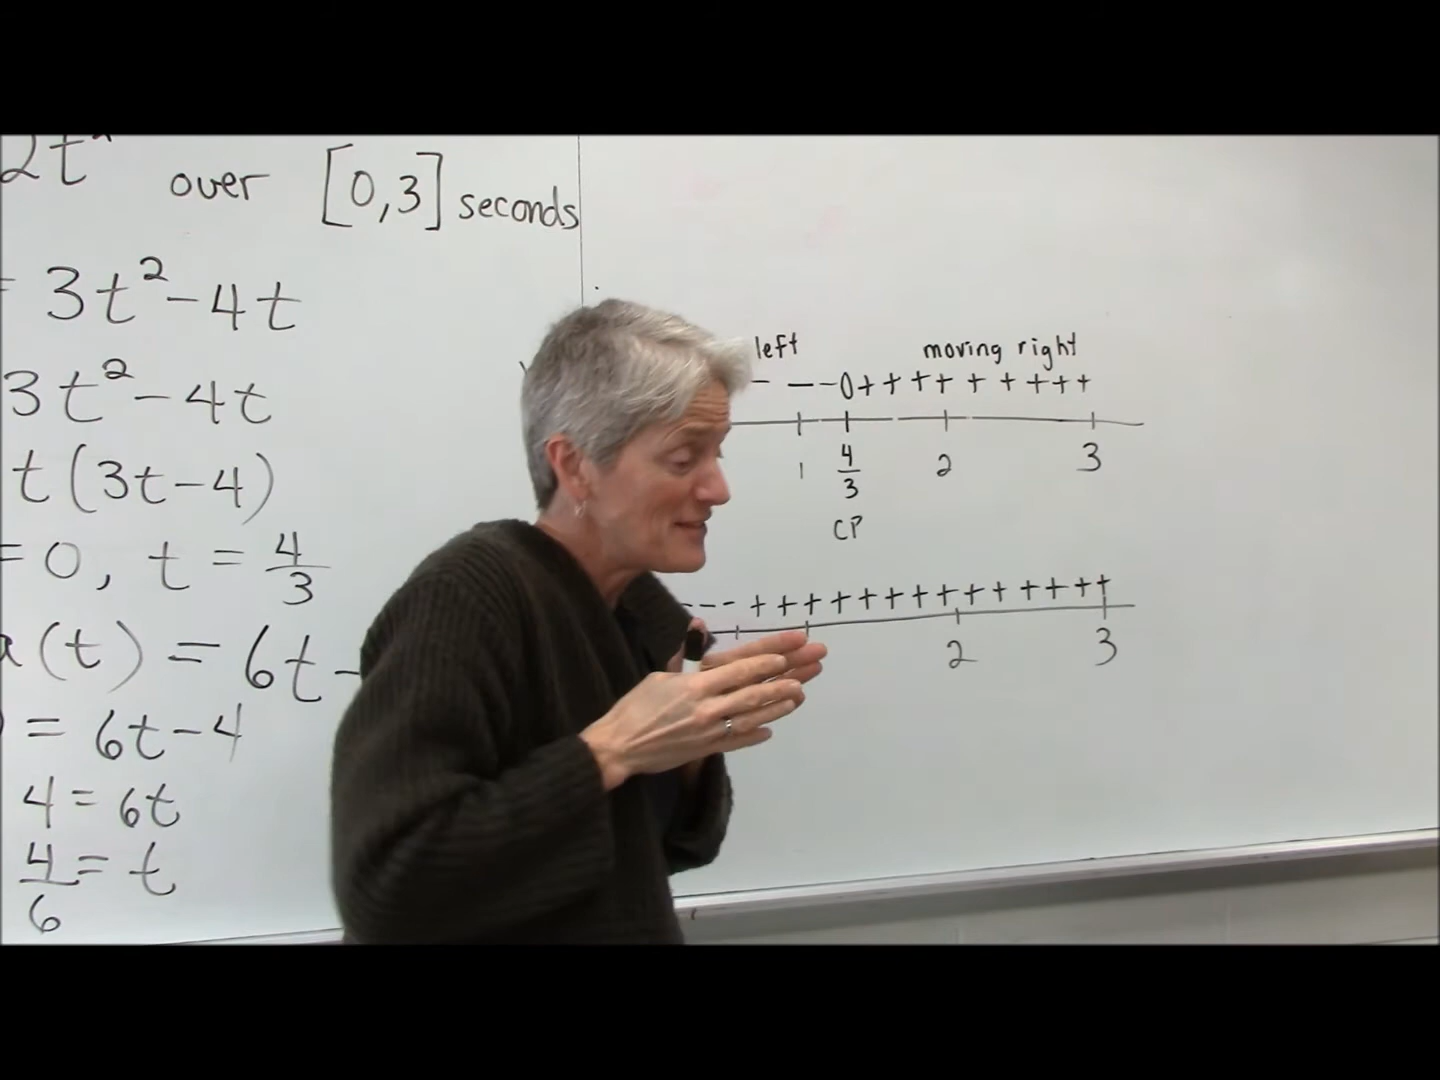 2t²
over [0,3] seconds
= 3t²-4t
3t²-4t
t(3t-4)
= 0, t = 4/3
a(t) = 6t-
= 6t-4
4 = 6t
4/6 = t
left moving right
- - - 0 + + + + + + + + +
1 4/3 2 3
CP
- - - + + + + + + + + + + + + + +
2 3